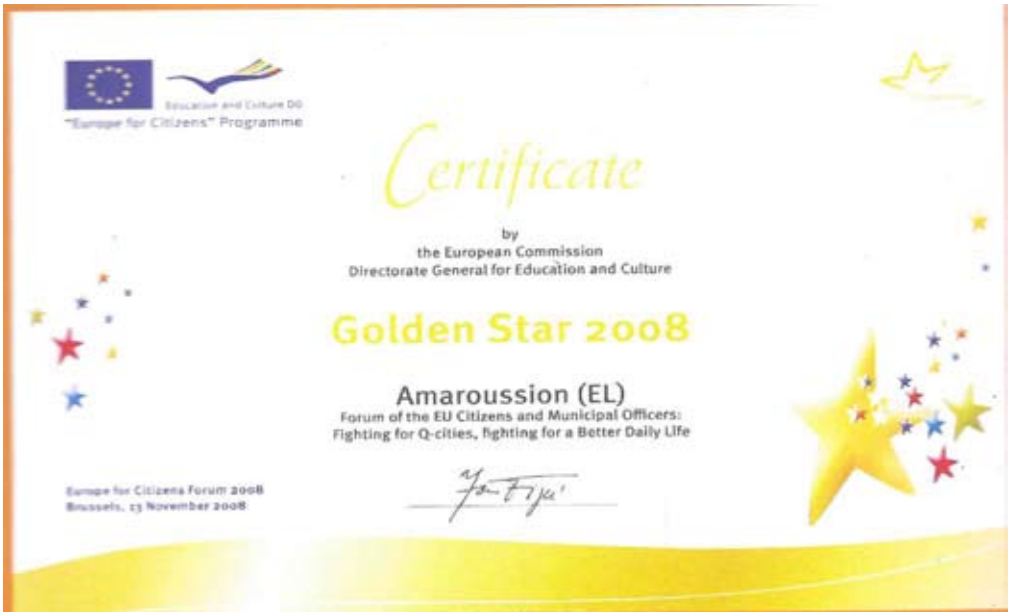 Education and Culture DG
"Europe for Citizens" Programme
Certificate
by
the European Commission
Directorate General for Education and Culture
Golden Star 2008
Amaroussion (EL)
Forum of the EU Citizens and Municipal Officers:
Fighting for Q-cities, fighting for a Better Daily Life
Europe for Citizens Forum 2008
Brussels, 13 November 2008